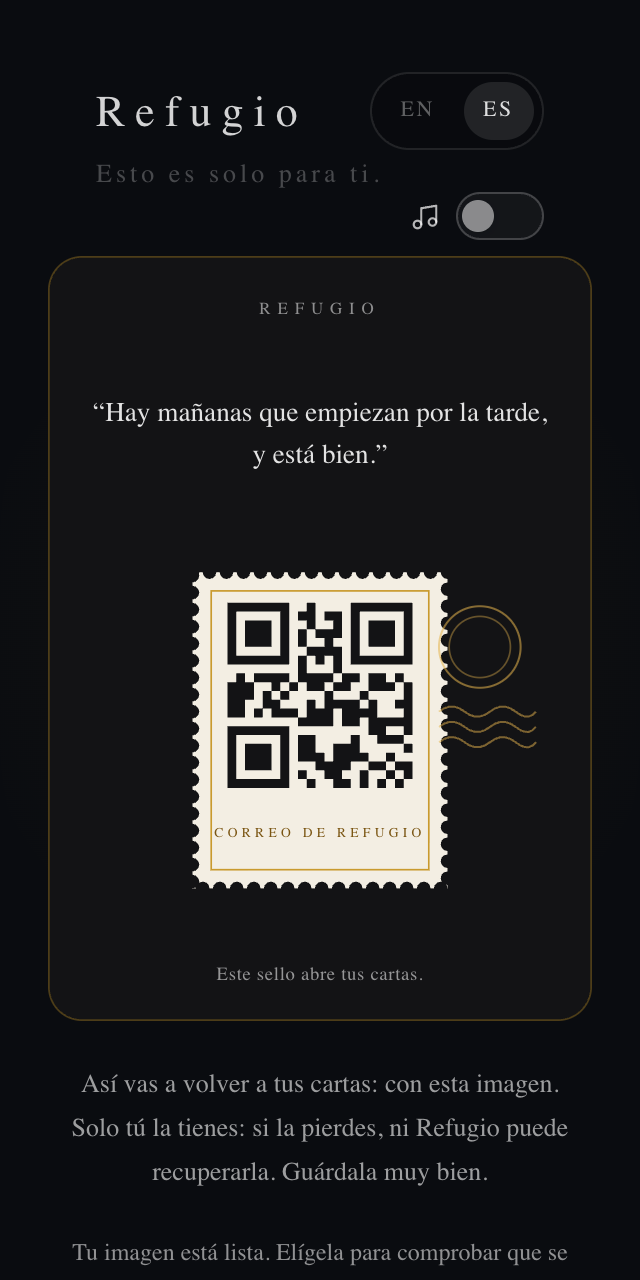 Refugio
EN ES
Esto es solo para ti.
REFUGIO
“Hay mañanas que empiezan por la tarde,
y está bien.”
CORREO DE REFUGIO
Este sello abre tus cartas.
Así vas a volver a tus cartas: con esta imagen.
Solo tú la tienes: si la pierdes, ni Refugio puede
recuperarla. Guárdala muy bien.
Tu imagen está lista. Elígela para comprobar que se